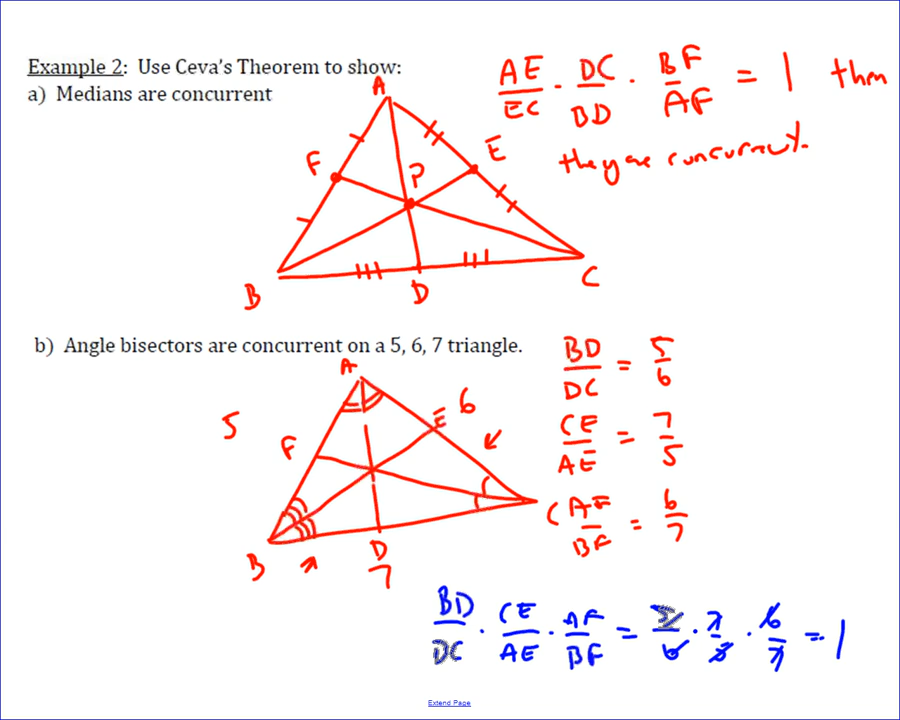 Example 2: Use Ceva's Theorem to show:
a) Medians are concurrent
AE/EC · DC/BD · BF/AF = 1 then
they are concurrent.
A
F
E
P
B
D
C
b) Angle bisectors are concurrent on a 5, 6, 7 triangle.
A
5
E 6
F
C
B
D
7
BD/DC = 5/6
CE/AE = 7/5
AF/BF = 6/7
BD/DC · CE/AE · AF/BF = 5/6 · 7/5 · 6/7 = 1
Extend Page